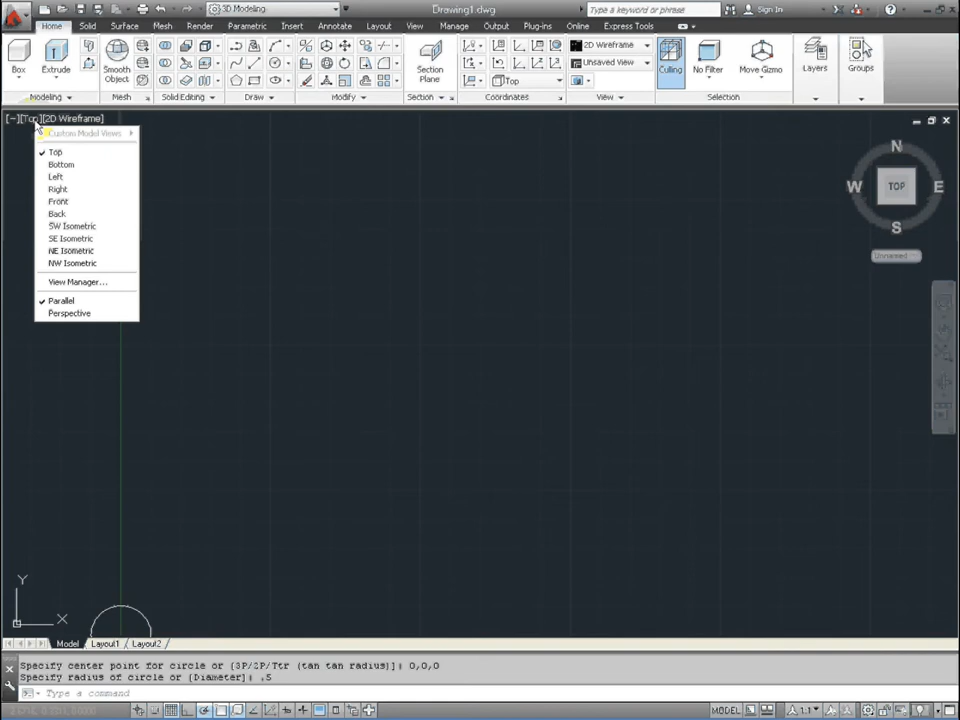 3D Modeling
Drawing1.dwg
Type a keyword or phrase
Sign In
Home Solid Surface Mesh Render Parametric Insert Annotate Layout View Manage Output Plug-ins Online Express Tools
2D Wireframe
Unsaved View
Top
Box Extrude Smooth Object Section Plane Culling No Filter Move Gizmo Layers Groups
Modeling Mesh Solid Editing Draw Modify Section Coordinates View Selection
[−][Top][2D Wireframe]
Custom Model Views
Top
Bottom
Left
Right
Front
Back
SW Isometric
SE Isometric
NE Isometric
NW Isometric
View Manager...
Parallel
Perspective
N
W TOP E
S
Unnamed
Y
X
Model Layout1 Layout2
Specify center point for circle or [3P/2P/Ttr (tan tan radius)]: 0,0,0
Specify radius of circle or [Diameter]: .5
Type a command
MODEL 1:1